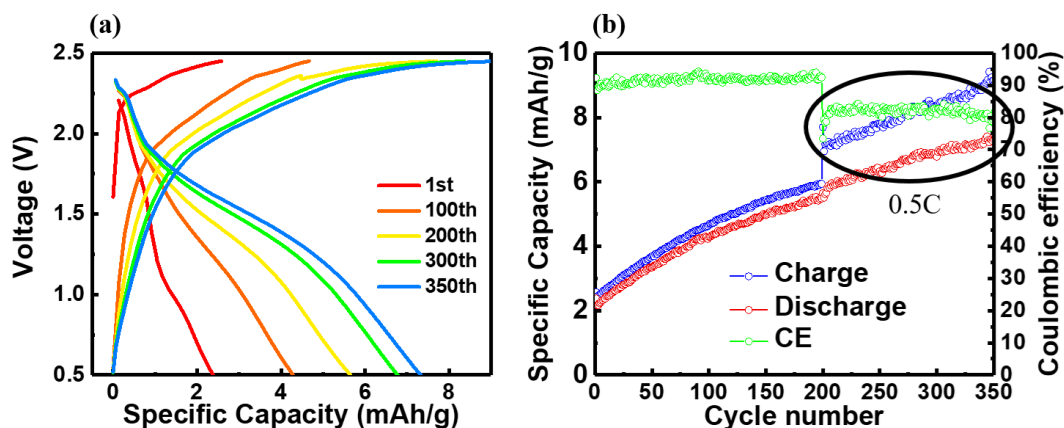 (a)
2.5
2.0
1.5
1.0
0.5
Voltage (V)
1st
100th
200th
300th
350th
0 2 4 6 8
Specific Capacity (mAh/g)
(b)
10
8
6
4
2
0
Specific Capacity (mAh/g)
0.5C
Charge
Discharge
CE
100
90
80
70
60
50
40
30
20
10
0
Coulombic efficiency (%)
0 50 100 150 200 250 300 350
Cycle number